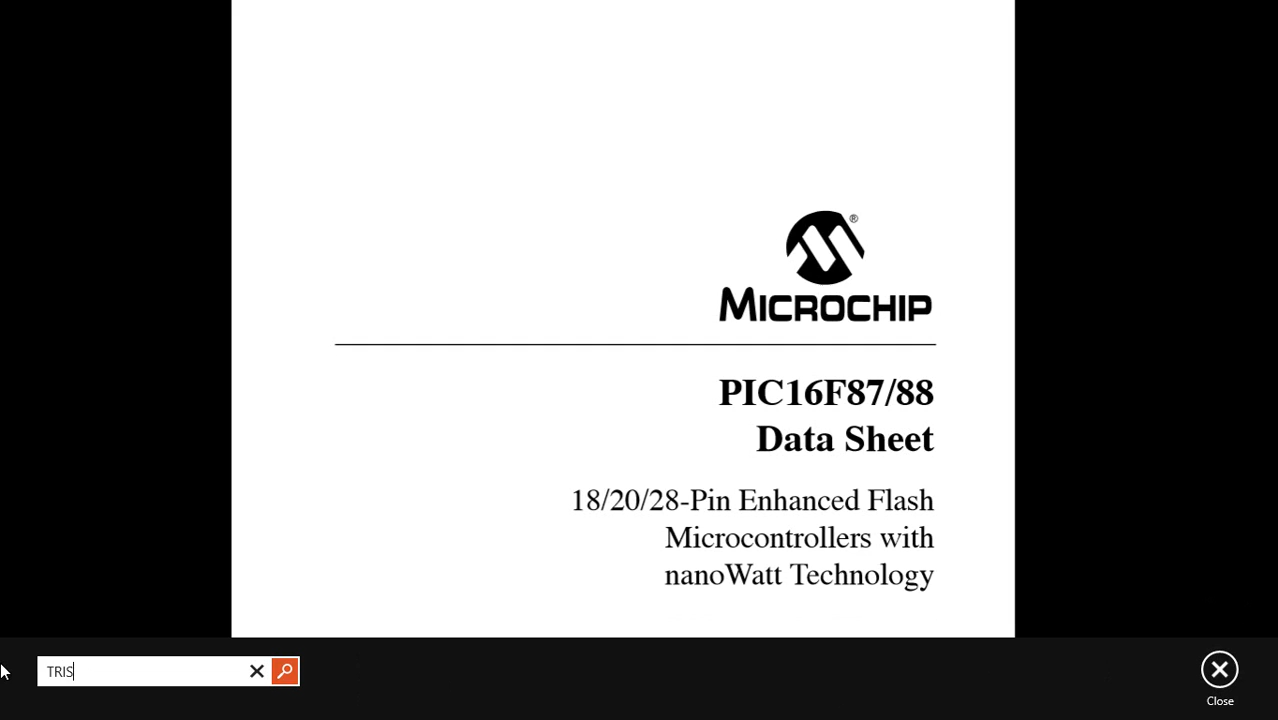 ®
MICROCHIP
PIC16F87/88
Data Sheet
18/20/28-Pin Enhanced Flash
Microcontrollers with
nanoWatt Technology
TRIS
Close